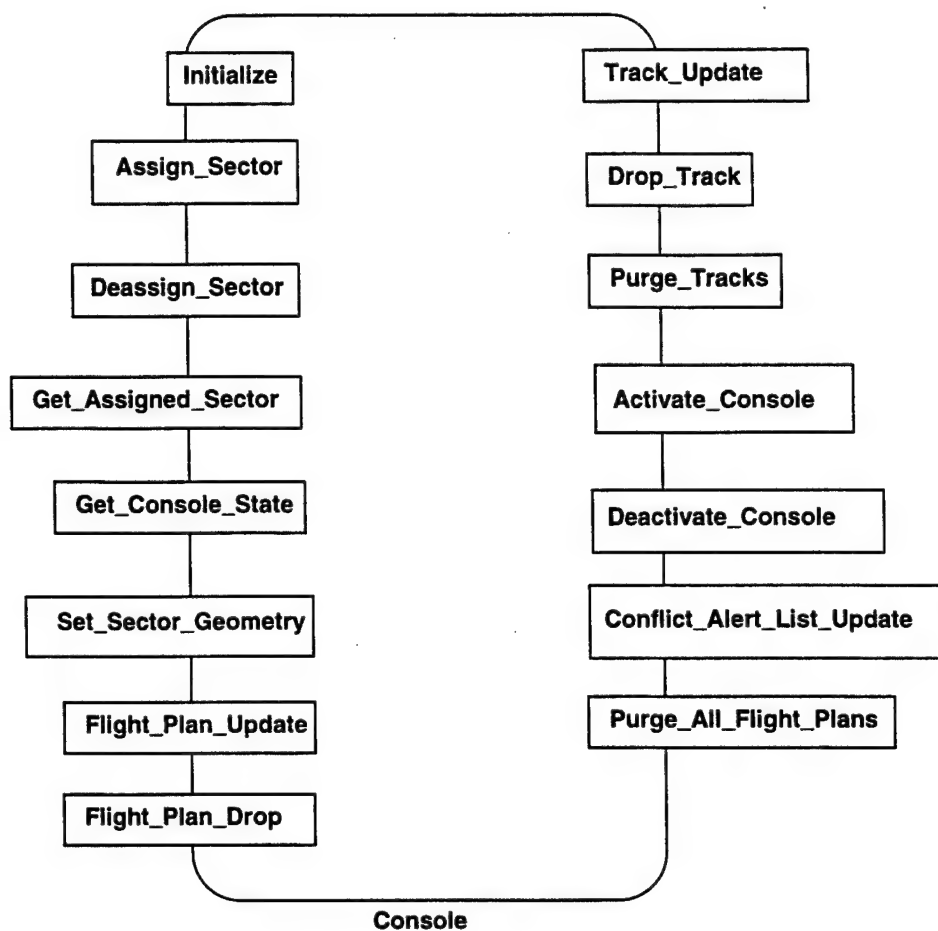 Initialize
Assign_Sector
Deassign_Sector
Get_Assigned_Sector
Get_Console_State
Set_Sector_Geometry
Flight_Plan_Update
Flight_Plan_Drop
Track_Update
Drop_Track
Purge_Tracks
Activate_Console
Deactivate_Console
Conflict_Alert_List_Update
Purge_All_Flight_Plans
Console